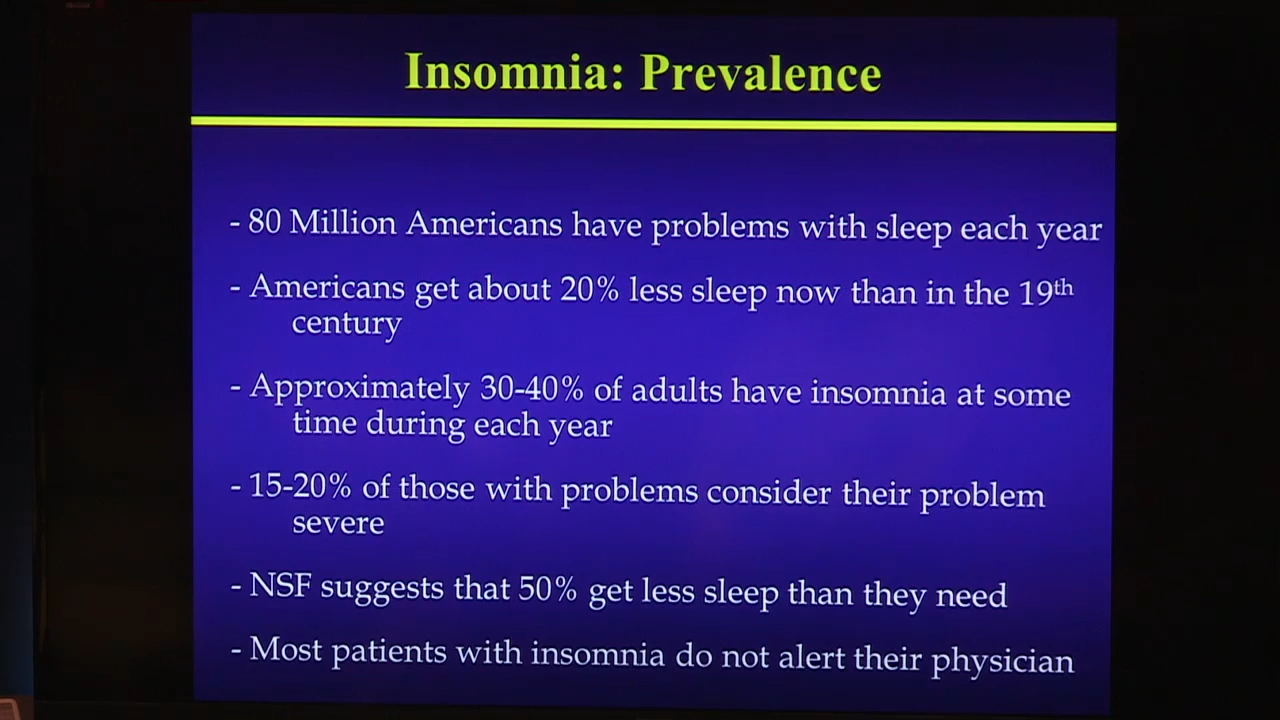 Insomnia: Prevalence
- 80 Million Americans have problems with sleep each year
- Americans get about 20% less sleep now than in the 19th
century
- Approximately 30-40% of adults have insomnia at some
time during each year
- 15-20% of those with problems consider their problem
severe
- NSF suggests that 50% get less sleep than they need
- Most patients with insomnia do not alert their physician